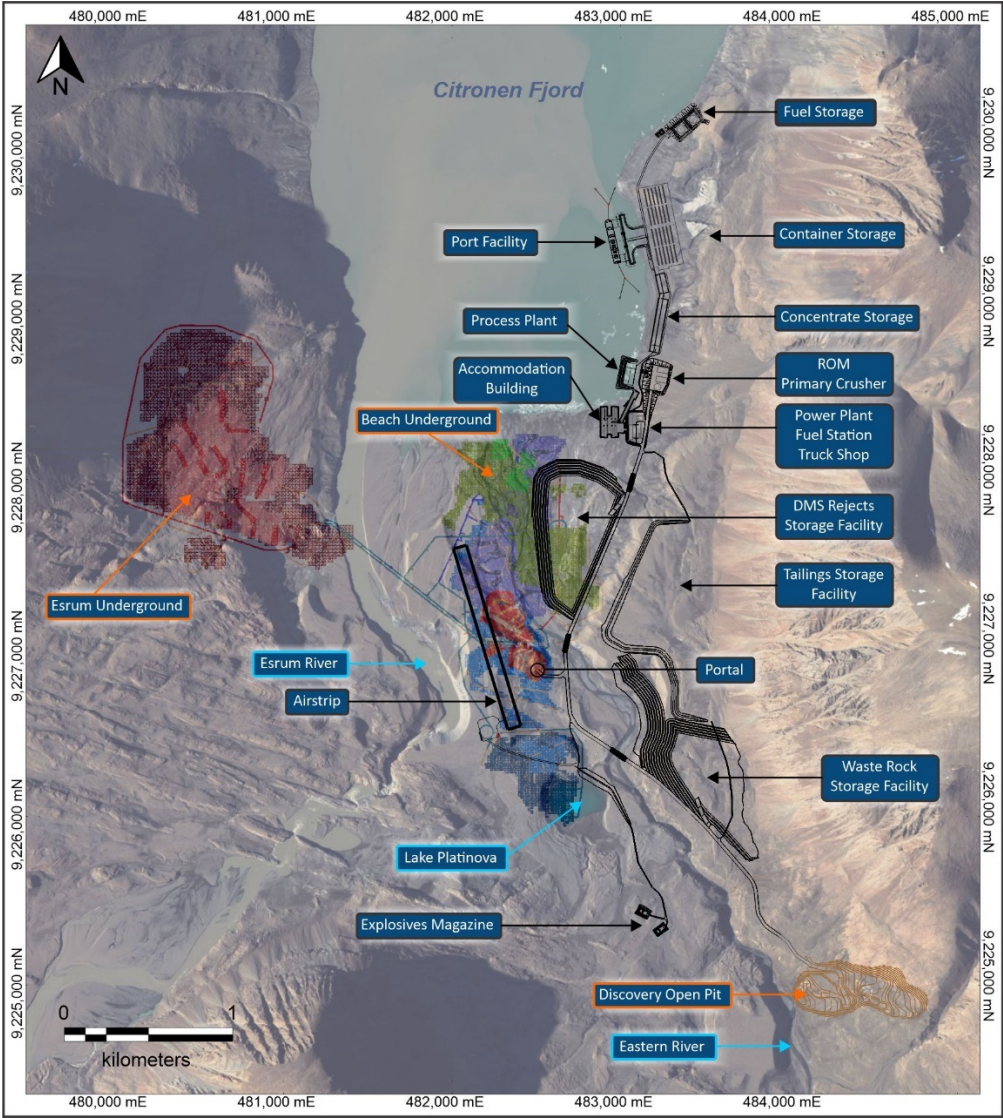 480,000 mE
481,000 mE
482,000 mE
483,000 mE
484,000 mE
485,000 mE
N
Citronen Fjord
9,230,000 mN
9,230,000 mN
Fuel Storage
Port Facility
Container Storage
9,229,000 mN
9,229,000 mN
Process Plant
Concentrate Storage
Accommodation
Building
ROM
Primary Crusher
Beach Underground
Power Plant
Fuel Station
Truck Shop
9,228,000 mN
9,228,000 mN
DMS Rejects
Storage Facility
Esrum Underground
Tailings Storage
Facility
9,227,000 mN
9,227,000 mN
Esrum River
Portal
Airstrip
Waste Rock
Storage Facility
9,226,000 mN
9,226,000 mN
Lake Platinova
Explosives Magazine
9,225,000 mN
9,225,000 mN
Discovery Open Pit
0
1
kilometers
Eastern River
480,000 mE
481,000 mE
482,000 mE
483,000 mE
484,000 mE